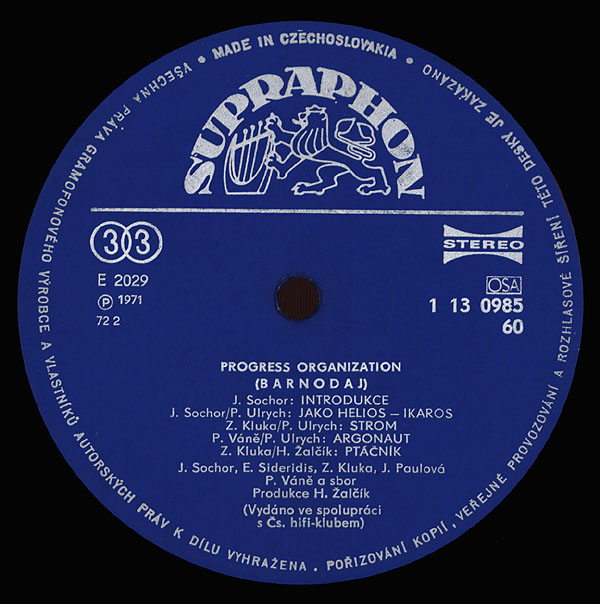 VŠECHNA PRÁVA GRAMOFONOVÉHO VÝROBCE A VLASTNÍKŮ AUTORSKÝCH PRÁV K DÍLU VYHRAŽENA . POŘIZOVÁNÍ KOPIÍ, VEŘEJNÉ PROVOZOVÁNÍ A ROZHLASOVÉ ŠÍŘENÍ TÉTO DESKY JE ZAKÁZÁNO
• MADE IN CZECHOSLOVAKIA •
SUPRAPHON
33
STEREO
E 2029
OSA
Ⓟ 1971
1 13 0985
72 2
60
PROGRESS ORGANIZATION
(BARNODAJ)
J. Sochor: INTRODUKCE
J. Sochor/P. Ulrych: JAKO HELIOS – IKAROS
Z. Kluka/P. Ulrych: STROM
P. Váně/P. Ulrych: ARGONAUT
Z. Kluka/H. Žalčík: PTÁČNÍK
J. Sochor, E. Sideridis, Z. Kluka, J. Paulová
P. Váně a sbor
Produkce H. Žalčík
(Vydáno ve spolupráci
s Čs. hifi-klubem)